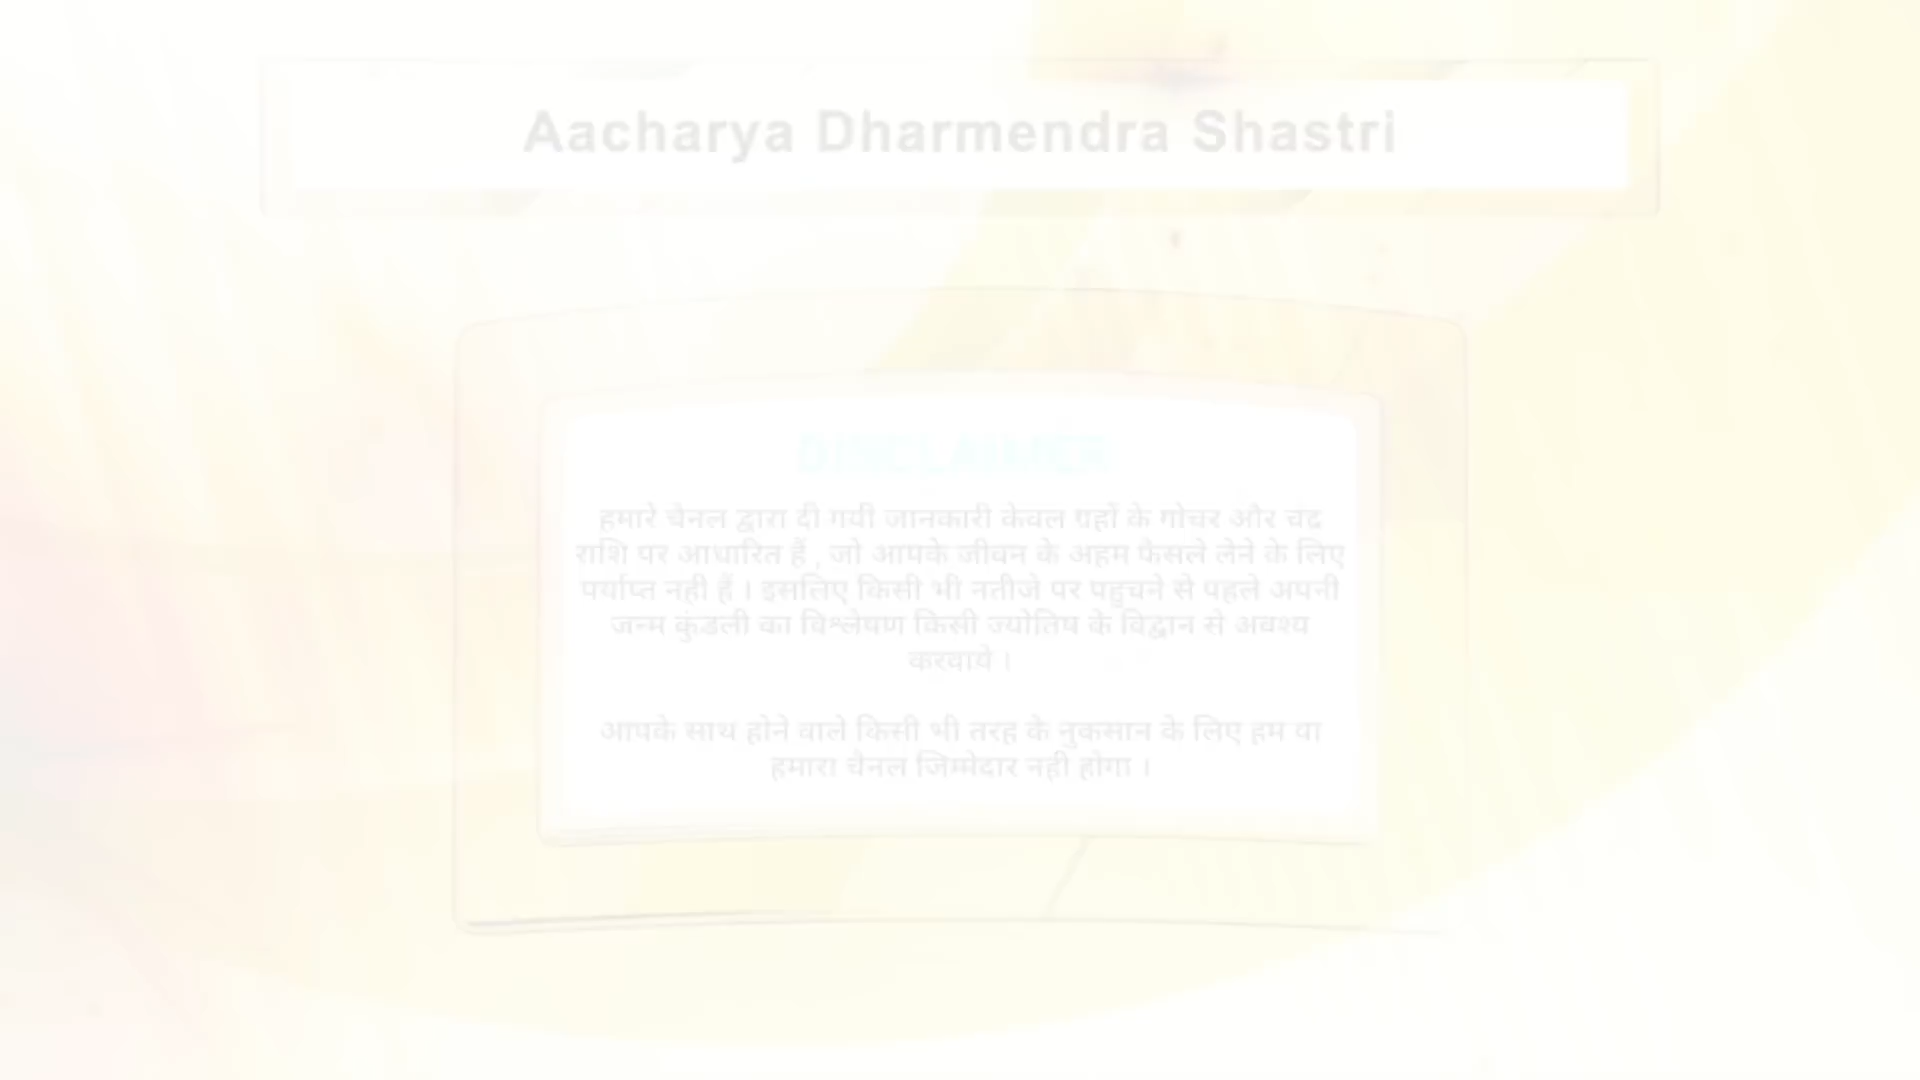 Aacharya Dharmendra Shastri
DISCLAIMER
हमारे चैनल द्वारा दी गयी जानकारी केवल ग्रहों के गोचर और चंद्र
राशि पर आधारित हैं , जो आपके जीवन के अहम फैसले लेने के लिए
पर्याप्त नही हैं । इसलिए किसी भी नतीजे पर पहुचने से पहले अपनी
जन्म कुंडली का विश्लेषण किसी ज्योतिष के विद्वान से अवश्य
करवाये ।
आपके साथ होने वाले किसी भी तरह के नुकसान के लिए हम या
हमारा चैनल जिम्मेदार नही होगा ।